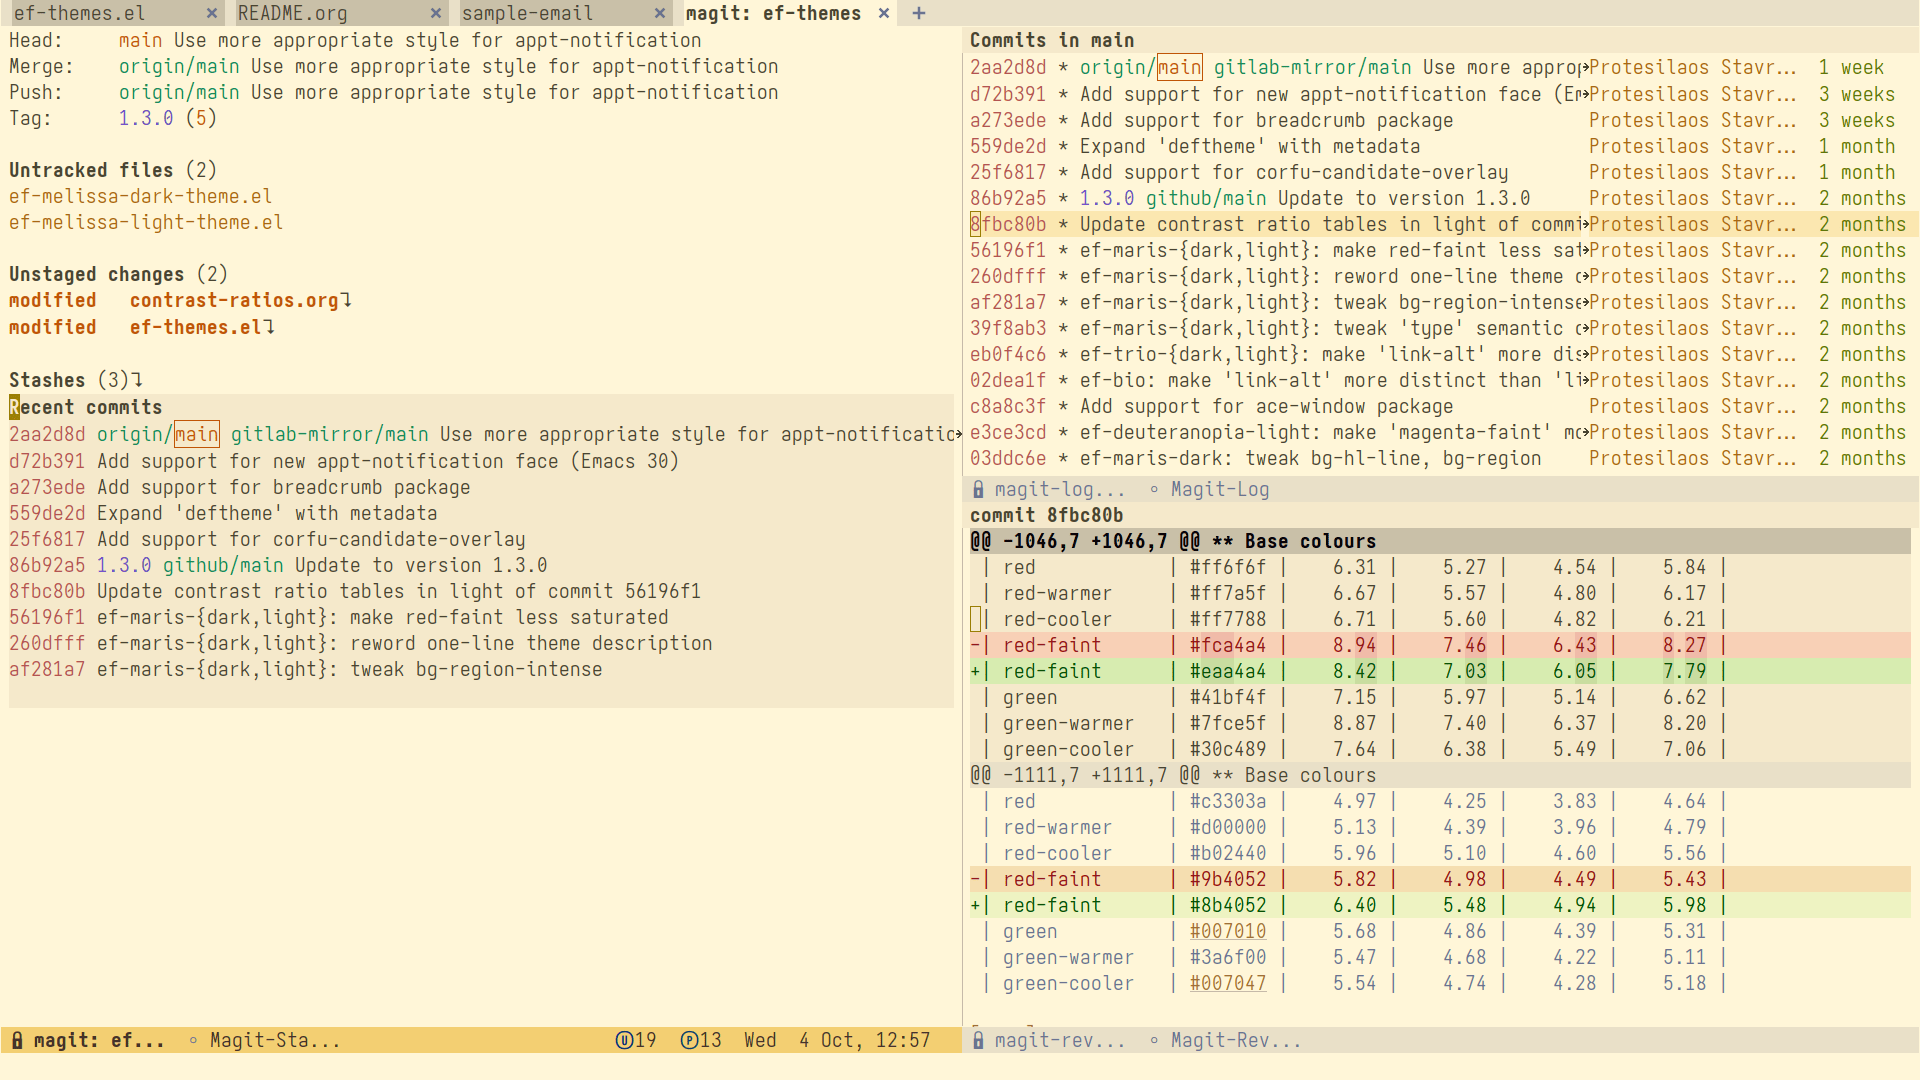 ef-themes.el × README.org × sample-email × magit: ef-themes × +
Head: main Use more appropriate style for appt-notification
Merge: origin/main Use more appropriate style for appt-notification
Push: origin/main Use more appropriate style for appt-notification
Tag: 1.3.0 (5)
Untracked files (2)
ef-melissa-dark-theme.el
ef-melissa-light-theme.el
Unstaged changes (2)
modified contrast-ratios.org
modified ef-themes.el
Stashes (3)
Recent commits
2aa2d8d origin/main gitlab-mirror/main Use more appropriate style for appt-notificatio
d72b391 Add support for new appt-notification face (Emacs 30)
a273ede Add support for breadcrumb package
559de2d Expand 'deftheme' with metadata
25f6817 Add support for corfu-candidate-overlay
86b92a5 1.3.0 github/main Update to version 1.3.0
8fbc80b Update contrast ratio tables in light of commit 56196f1
56196f1 ef-maris-{dark,light}: make red-faint less saturated
260dfff ef-maris-{dark,light}: reword one-line theme description
af281a7 ef-maris-{dark,light}: tweak bg-region-intense
magit: ef... ◦ Magit-Sta... Ⓤ19 Ⓟ13 Wed 4 Oct, 12:57
Commits in main
2aa2d8d * origin/main gitlab-mirror/main Use more approp Protesilaos Stavr... 1 week
d72b391 * Add support for new appt-notification face (Em Protesilaos Stavr... 3 weeks
a273ede * Add support for breadcrumb package Protesilaos Stavr... 3 weeks
559de2d * Expand 'deftheme' with metadata Protesilaos Stavr... 1 month
25f6817 * Add support for corfu-candidate-overlay Protesilaos Stavr... 1 month
86b92a5 * 1.3.0 github/main Update to version 1.3.0 Protesilaos Stavr... 2 months
8fbc80b * Update contrast ratio tables in light of commi Protesilaos Stavr... 2 months
56196f1 * ef-maris-{dark,light}: make red-faint less sat Protesilaos Stavr... 2 months
260dfff * ef-maris-{dark,light}: reword one-line theme d Protesilaos Stavr... 2 months
af281a7 * ef-maris-{dark,light}: tweak bg-region-intense Protesilaos Stavr... 2 months
39f8ab3 * ef-maris-{dark,light}: tweak 'type' semantic c Protesilaos Stavr... 2 months
eb0f4c6 * ef-trio-{dark,light}: make 'link-alt' more dis Protesilaos Stavr... 2 months
02dea1f * ef-bio: make 'link-alt' more distinct than 'li Protesilaos Stavr... 2 months
c8a8c3f * Add support for ace-window package Protesilaos Stavr... 2 months
e3ce3cd * ef-deuteranopia-light: make 'magenta-faint' mo Protesilaos Stavr... 2 months
03ddc6e * ef-maris-dark: tweak bg-hl-line, bg-region Protesilaos Stavr... 2 months
magit-log... ◦ Magit-Log
commit 8fbc80b
@@ -1046,7 +1046,7 @@ ** Base colours
| red | #ff6f6f | 6.31 | 5.27 | 4.54 | 5.84 |
| red-warmer | #ff7a5f | 6.67 | 5.57 | 4.80 | 6.17 |
| red-cooler | #ff7788 | 6.71 | 5.60 | 4.82 | 6.21 |
-| red-faint | #fca4a4 | 8.94 | 7.46 | 6.43 | 8.27 |
+| red-faint | #eaa4a4 | 8.42 | 7.03 | 6.05 | 7.79 |
| green | #41bf4f | 7.15 | 5.97 | 5.14 | 6.62 |
| green-warmer | #7fce5f | 8.87 | 7.40 | 6.37 | 8.20 |
| green-cooler | #30c489 | 7.64 | 6.38 | 5.49 | 7.06 |
@@ -1111,7 +1111,7 @@ ** Base colours
| red | #c3303a | 4.97 | 4.25 | 3.83 | 4.64 |
| red-warmer | #d00000 | 5.13 | 4.39 | 3.96 | 4.79 |
| red-cooler | #b02440 | 5.96 | 5.10 | 4.60 | 5.56 |
-| red-faint | #9b4052 | 5.82 | 4.98 | 4.49 | 5.43 |
+| red-faint | #8b4052 | 6.40 | 5.48 | 4.94 | 5.98 |
| green | #007010 | 5.68 | 4.86 | 4.39 | 5.31 |
| green-warmer | #3a6f00 | 5.47 | 4.68 | 4.22 | 5.11 |
| green-cooler | #007047 | 5.54 | 4.74 | 4.28 | 5.18 |
magit-rev... ◦ Magit-Rev...